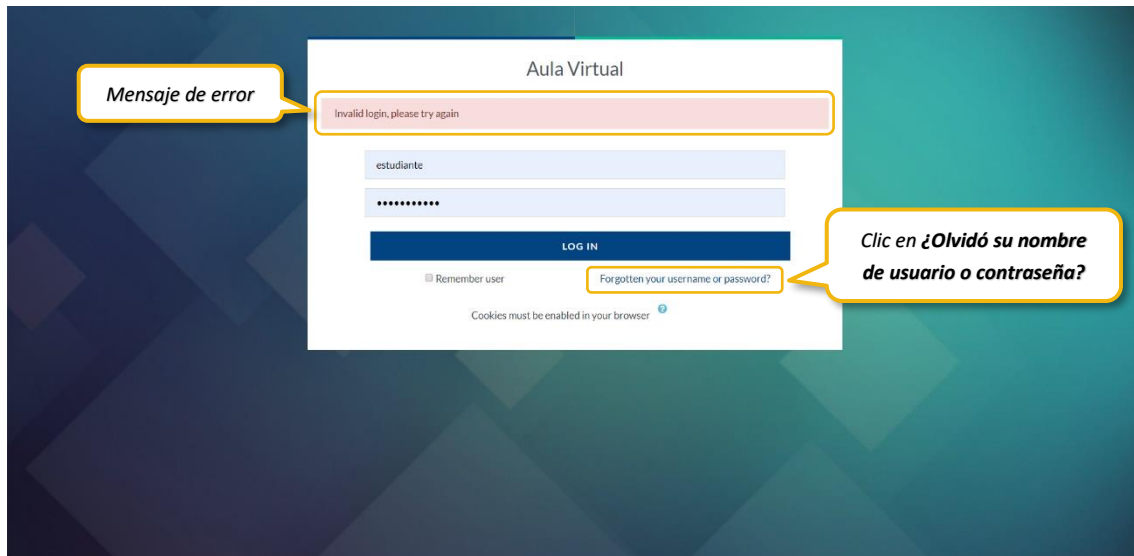 Aula Virtual
Mensaje de error
Invalid login, please try again
estudiante
•••••••••••
LOG IN
Clic en ¿Olvidó su nombre
de usuario o contraseña?
Remember user
Forgotten your username or password?
Cookies must be enabled in your browser ?